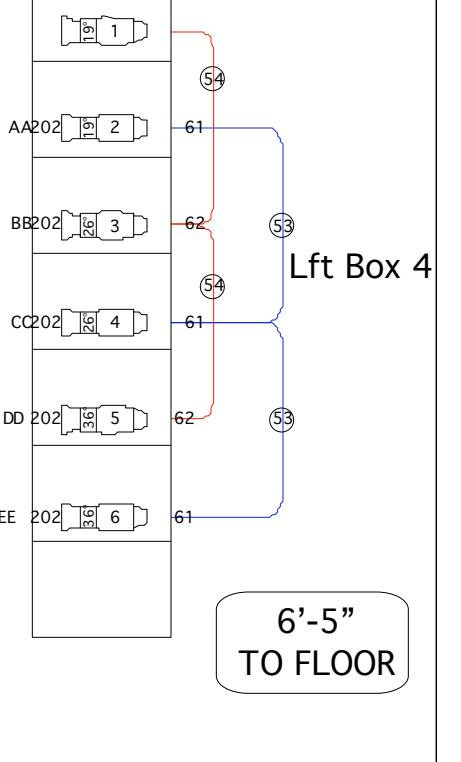 19° 1
54
AA202 19° 2 61
BB202 26° 3 62
53
Lft Box 4
54
CC202 26° 4 61
DD 202 36° 5 62
53
EE 202 36° 6 61
6’-5”
TO FLOOR